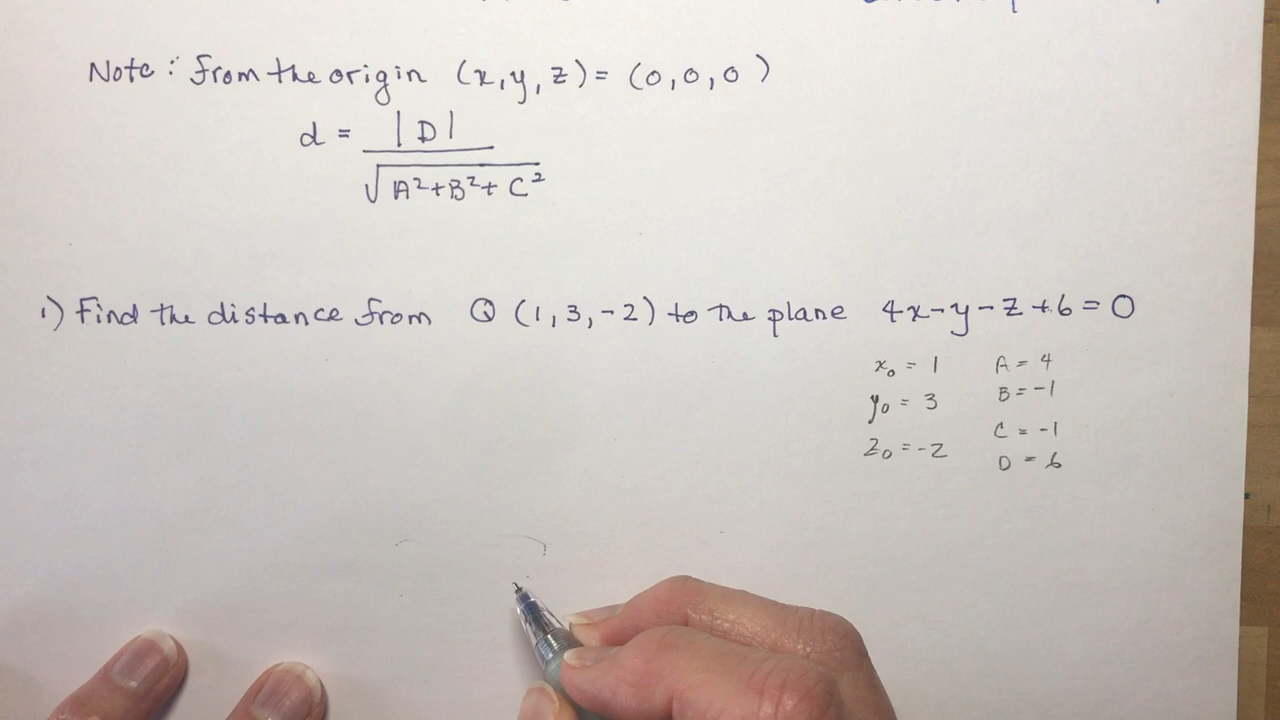 Note: from the origin (x,y,z) = (0,0,0)
d = |D| / √A²+B²+C²
1) Find the distance from Q (1,3,-2) to the plane 4x-y-z+6=0
x₀ = 1 A = 4
y₀ = 3 B = -1
z₀ = -2 C = -1
D = 6